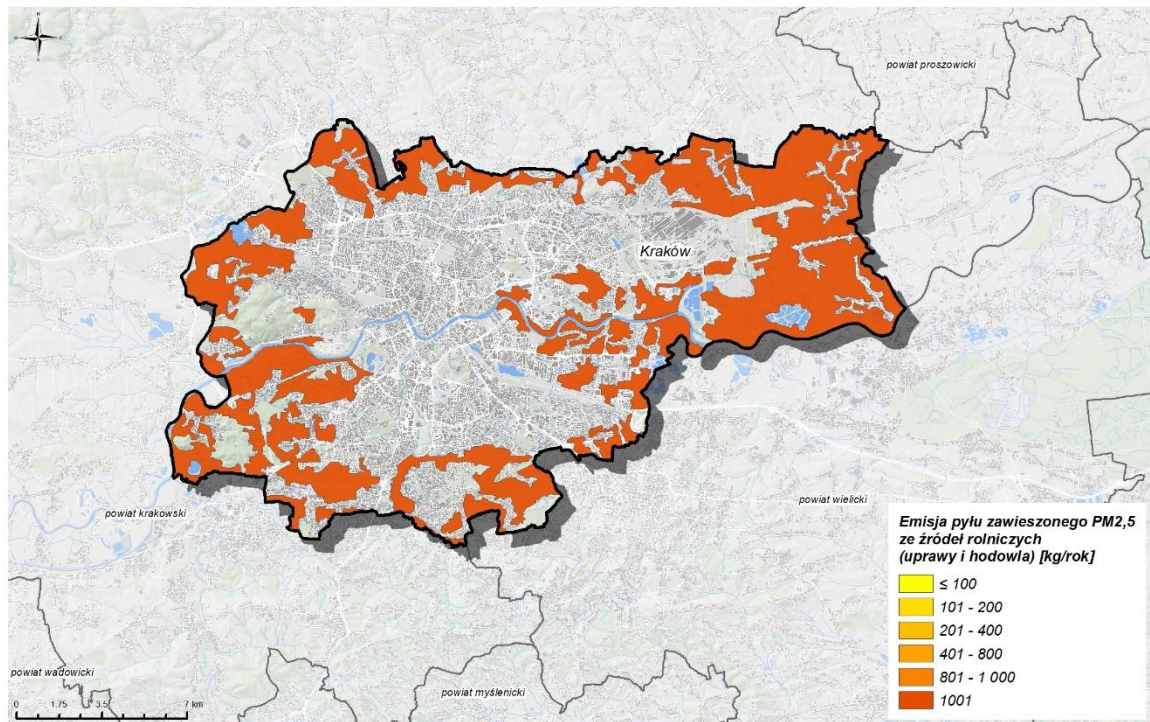 powiat proszowicki
Kraków
powiat krakowski
powiat wielicki
powiat wadowicki
powiat myślenicki
0 1.75 3.5 7 km
Emisja pyłu zawieszonego PM2,5
ze źródeł rolniczych
(uprawy i hodowla) [kg/rok]
≤ 100
101 - 200
201 - 400
401 - 800
801 - 1 000
1001